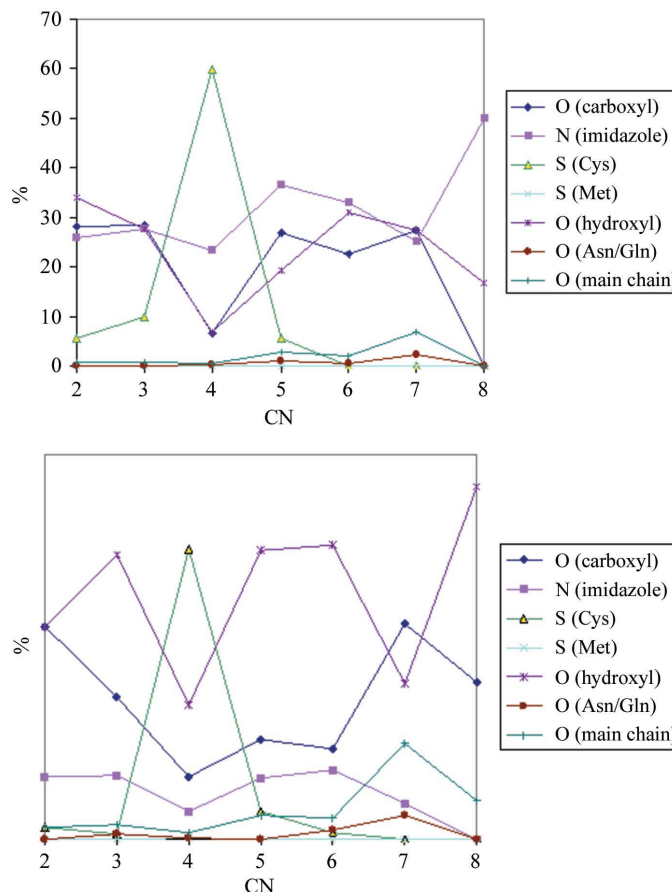 70
60
50
40
30
20
10
0
%
2 3 4 5 6 7 8
CN
O (carboxyl)
N (imidazole)
S (Cys)
S (Met)
O (hydroxyl)
O (Asn/Gln)
O (main chain)
%
2 3 4 5 6 7 8
CN
O (carboxyl)
N (imidazole)
S (Cys)
S (Met)
O (hydroxyl)
O (Asn/Gln)
O (main chain)